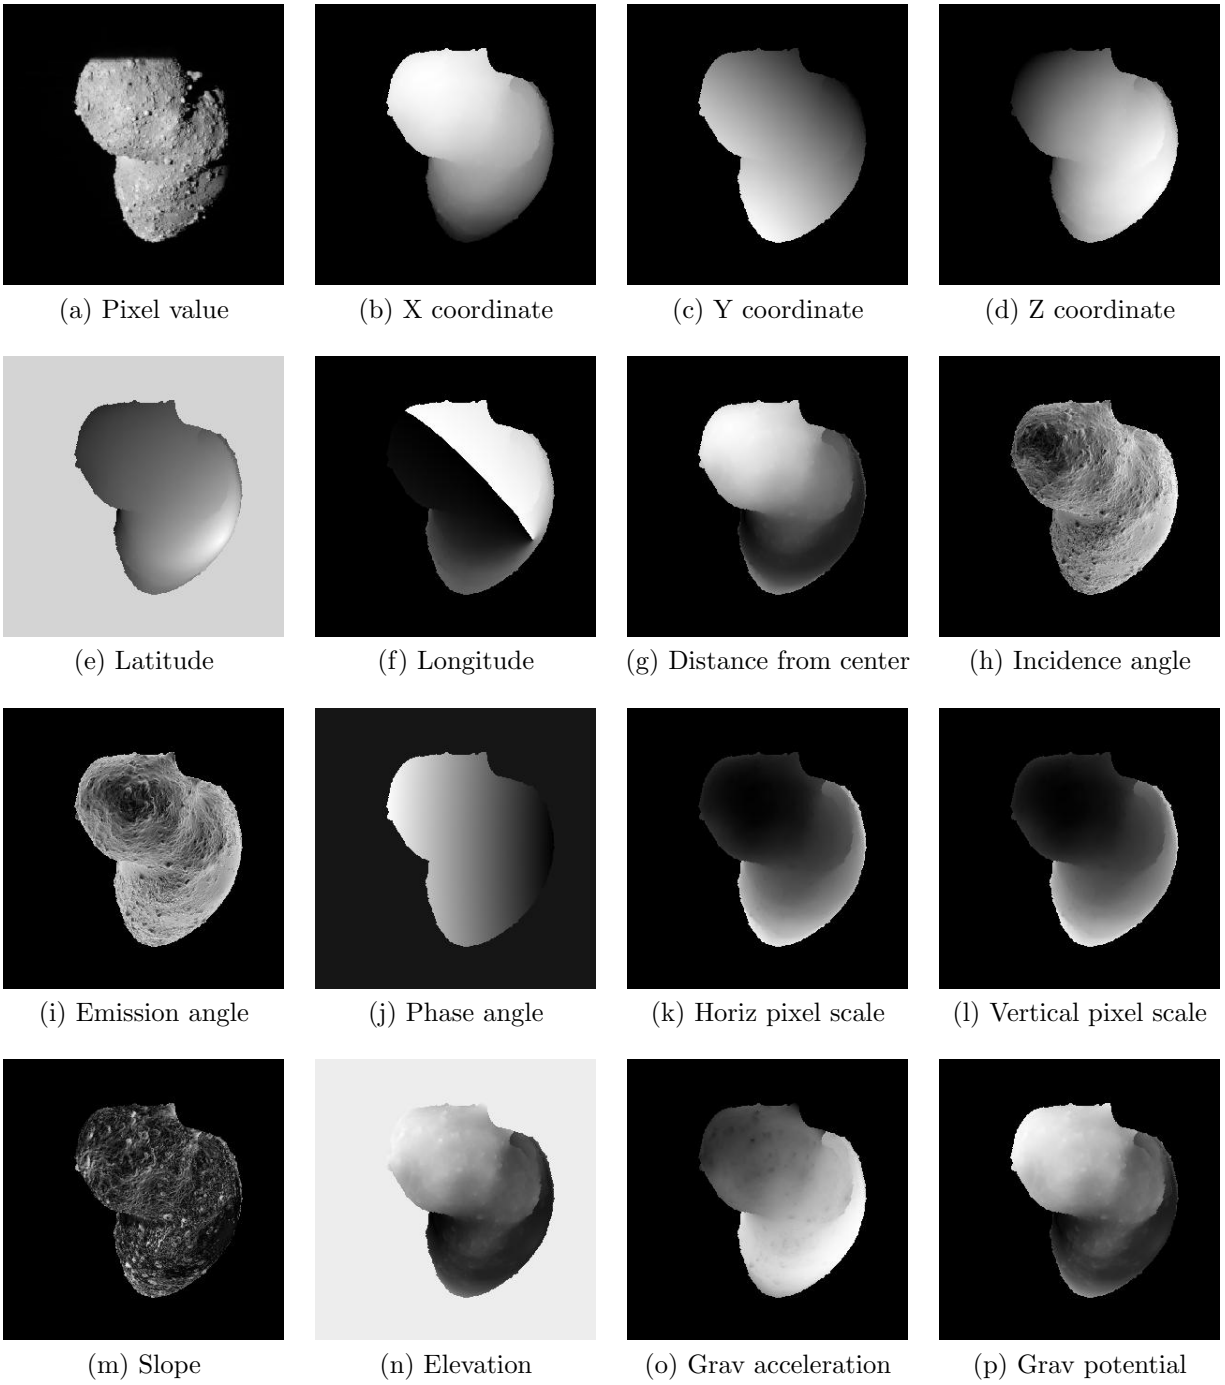 (a) Pixel value
(b) X coordinate
(c) Y coordinate
(d) Z coordinate
(e) Latitude
(f) Longitude
(g) Distance from center
(h) Incidence angle
(i) Emission angle
(j) Phase angle
(k) Horiz pixel scale
(l) Vertical pixel scale
(m) Slope
(n) Elevation
(o) Grav acceleration
(p) Grav potential